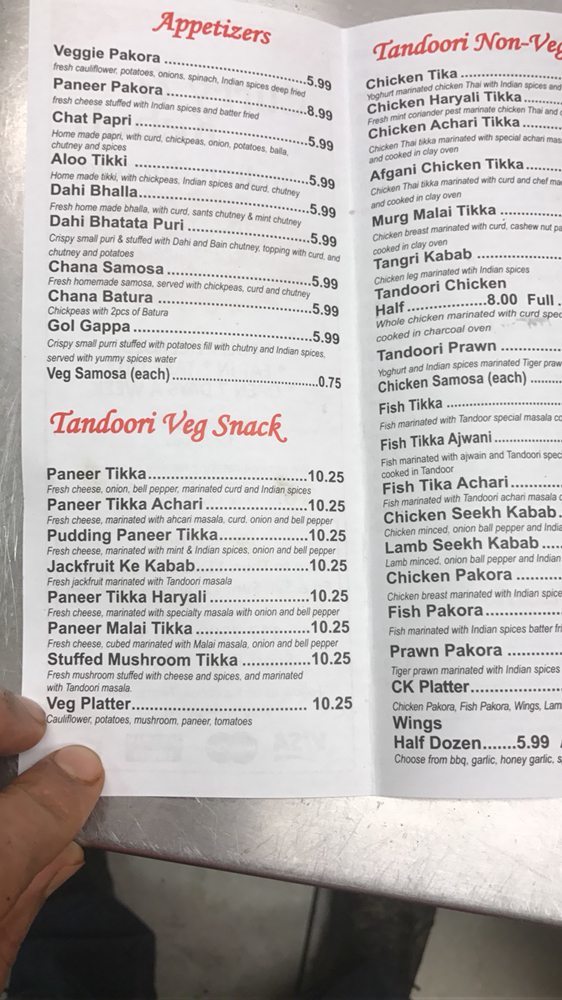 Appetizers
Veggie Pakora ..............................5.99
fresh cauliflower, potatoes, onions, spinach, Indian spices deep fried
Paneer Pakora ..............................8.99
fresh cheese stuffed with Indian spices and batter fried
Chat Papri ..............................5.99
Home made papri, with curd, chickpeas, onion, potatoes, balla,
chutney and spices
Aloo Tikki ..............................5.99
Home made tikki, with chickpeas, Indian spices and curd, chutney
Dahi Bhalla..............................5.99
Fresh home made bhalla, with curd, sants chutney & mint chutney
Dahi Bhatata Puri ..............................5.99
Crispy small puri & stuffed with Dahi and Bain chutney, topping with curd, and
chutney and potatoes
Chana Samosa ..............................5.99
Fresh homemade samosa, served with chickpeas, curd and chutney
Chana Batura ..............................5.99
Chickpeas with 2pcs of Batura
Gol Gappa..............................5.99
Crispy small purri stuffed with potatoes fill with chutny and Indian spices,
served with yummy spices water
Veg Samosa (each)..............................0.75
Tandoori Veg Snack
Paneer Tikka..............................10.25
Fresh cheese, onion, bell pepper, marinated curd and Indian spices
Paneer Tikka Achari..............................10.25
Fresh cheese, marinated with ahcari masala, curd. onion and bell pepper
Pudding Paneer Tikka..............................10.25
Fresh cheese, marinated with mint & Indian spices, onion and bell pepper
Jackfruit Ke Kabab..............................10.25
Fresh jackfruit marinated with Tandoori masala
Paneer Tikka Haryali ..............................10.25
Fresh cheese, marinated with specialty masala with onion and bell pepper
Paneer Malai Tikka ..............................10.25
Fresh cheese, cubed marinated with Malai masala, onion and bell pepper
Stuffed Mushroom Tikka ...............10.25
Fresh mushroom stuffed with cheese and spices, and marinated
with Tandoori masala.
Veg Platter.............................. 10.25
Cauliflower, potatoes, mushroom, paneer, tomatoes
Tandoori Non-Veg
Chicken Tika ..............................
Yoghurt marinated chicken Thai with Indian spices and
Chicken Haryali Tikka..............
Fresh mint coriander pest marinate chicken Thai and
Chicken Achari Tikka..............
Chicken Thai tikka marinated with special achari mas
and cooked in clay oven
Afgani Chicken Tikka..............
Chicken Thai tikka marinated with curd and chef ma
and cooked in clay oven
Murg Malai Tikka ..............
Chicken breast marinated with curd, cashew nut pa
cooked in clay oven
Tangri Kabab ..............
Chicken leg marinated wtih Indian spices
Tandoori Chicken
Half ..............8.00 Full .
Whole chicken marinated with curd spec
cooked in charcoal oven
Tandoori Prawn ..............
Yoghurt and Indian spices marinated Tiger praw
Chicken Samosa (each) ........
Fish Tikka ..............
Fish marinated with Tandoor special masala co
Fish Tikka Ajwani..............
Fish marinated with ajwain and Tandoori spec
cooked in Tandoor
Fish Tika Achari..............
Fish marinated with Tandoori achari masala
Chicken Seekh Kabab.
Chicken minced, onion ball pepper and India
Lamb Seekh Kabab ....
Lamb minced, onion ball pepper and Indian
Chicken Pakora ..........
Chicken breast marinated with Indian spice
Fish Pakora..............
Fish marinated with Indian spices batter fri
Prawn Pakora ..........
Tiger prawn marinated with Indian spices
CK Platter..............
Chicken Pakora, Fish Pakora, Wings, Lam
Wings
Half Dozen.......5.99
Choose from bbq, garlic, honey garlic, s